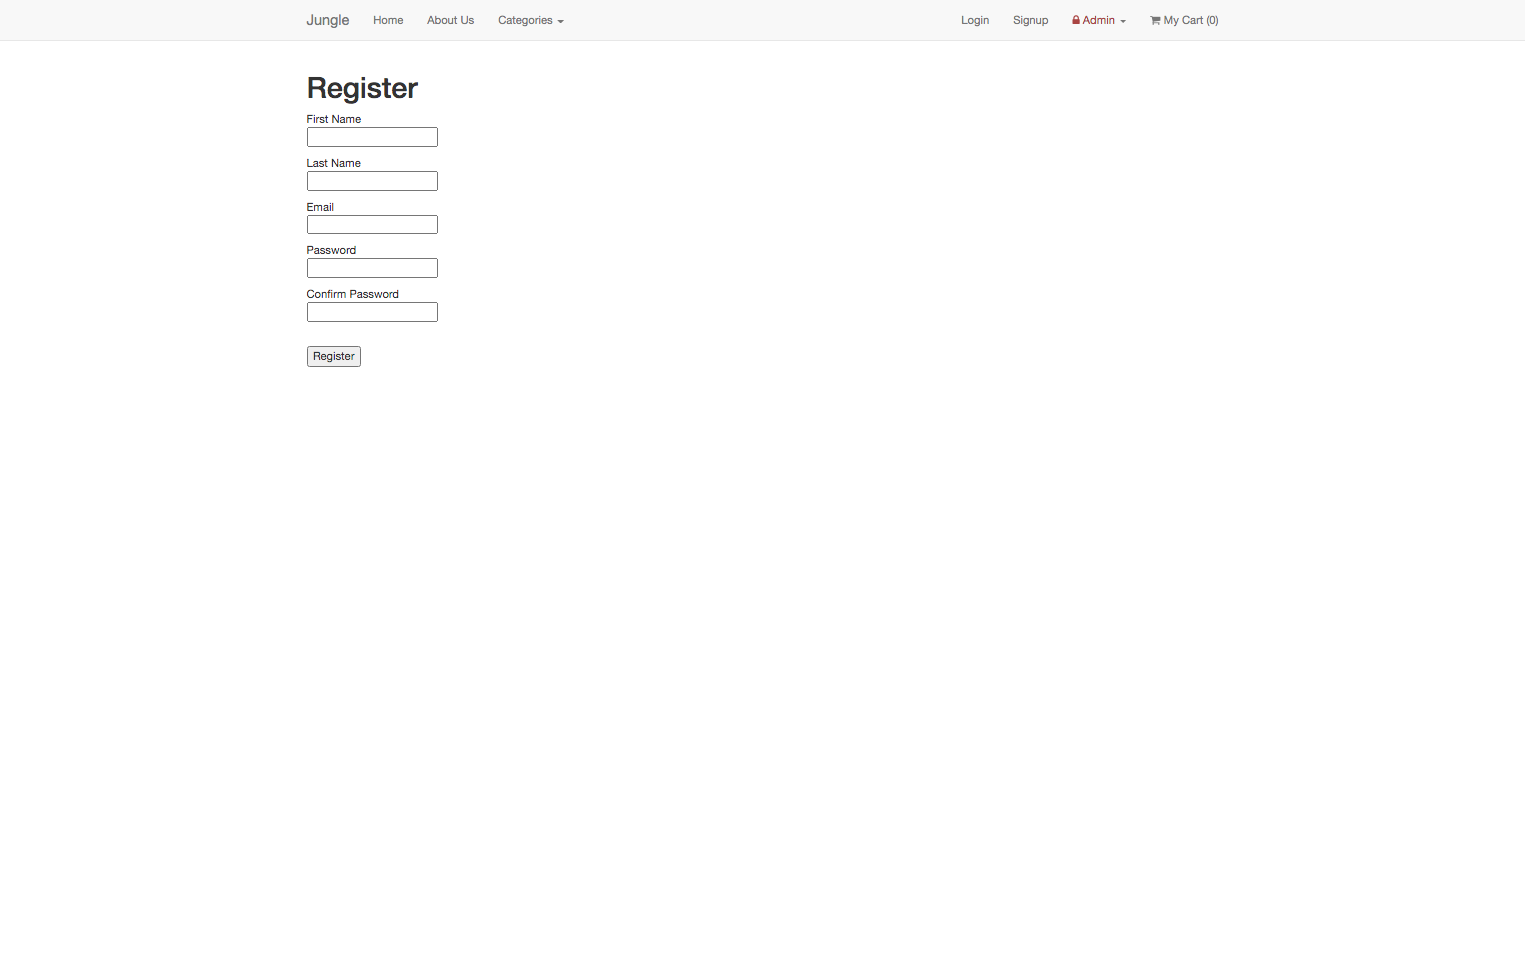 Jungle Home About Us Categories Login Signup Admin My Cart (0)
Register
First Name
Last Name
Email
Password
Confirm Password
Register